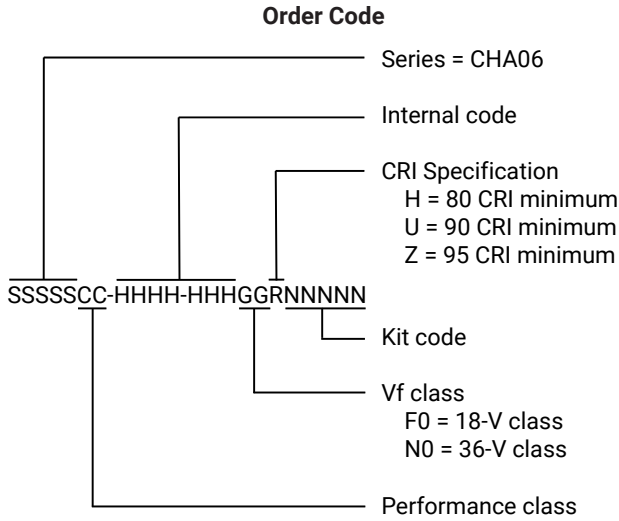 Order Code
Series = CHA06
Internal code
CRI Specification
H = 80 CRI minimum
U = 90 CRI minimum
Z = 95 CRI minimum
SSSSSCC-HHHH-HHHGGRNNNNN
Kit code
Vf class
F0 = 18-V class
N0 = 36-V class
Performance class